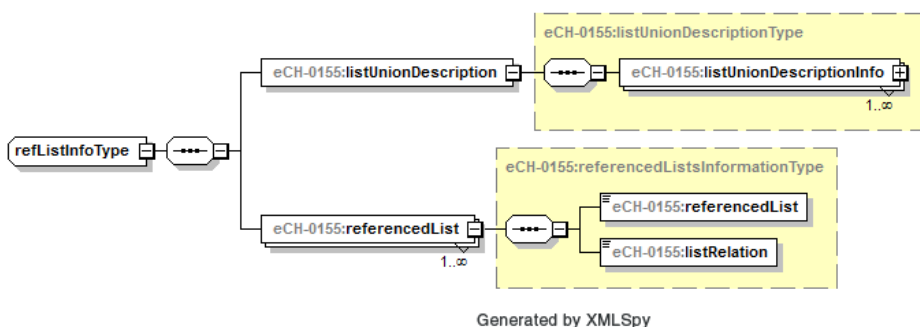 eCH-0155:listUnionDescriptionType
eCH-0155:listUnionDescription
eCH-0155:listUnionDescriptionInfo
1..∞
refListInfoType
eCH-0155:referencedListsInformationType
eCH-0155:referencedList
eCH-0155:referencedList
1..∞
eCH-0155:listRelation
Generated by XMLSpy